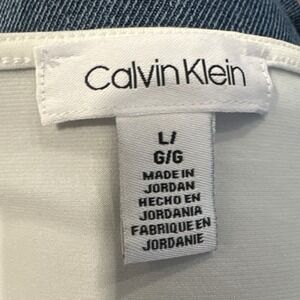 Calvin Klein
L/
G/G
MADE IN
JORDAN
HECHO EN
JORDANIA
FABRIQUE EN
JORDANIE